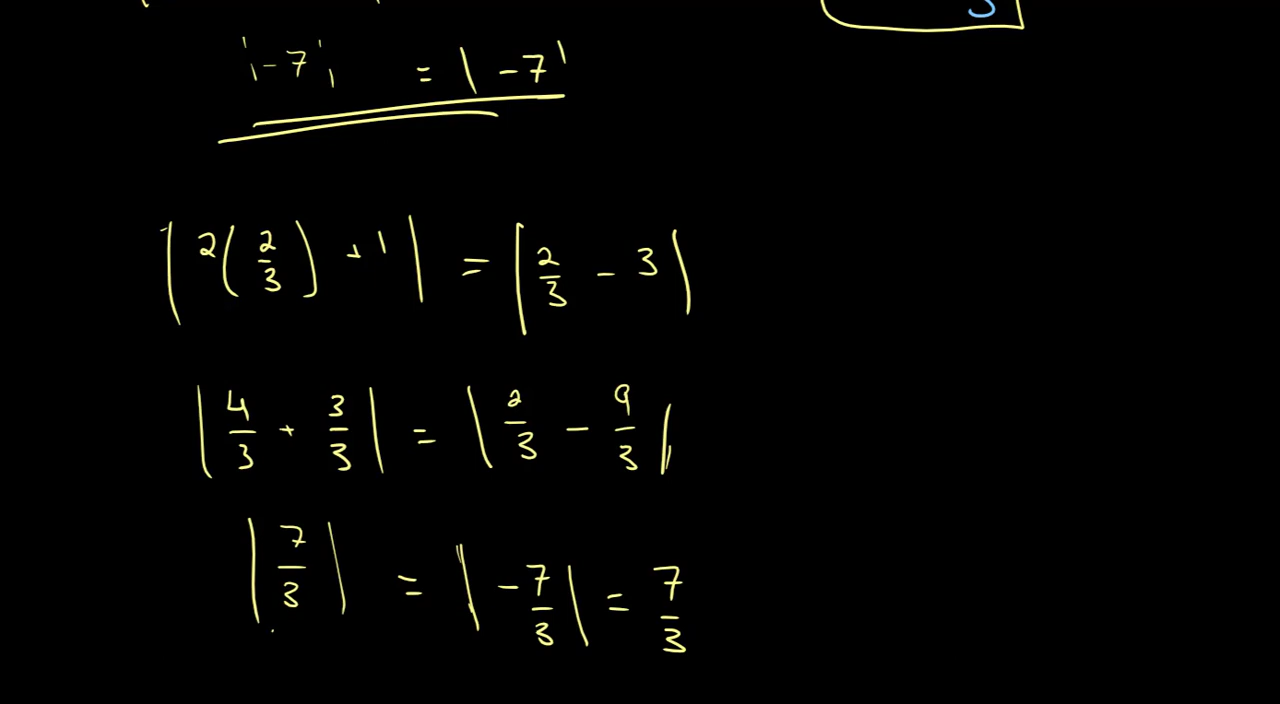 |-7| = |-7|
|2(2/3) + 1| = |2/3 - 3|
|4/3 + 3/3| = |2/3 - 9/3|
|7/3| = |-7/3| = 7/3